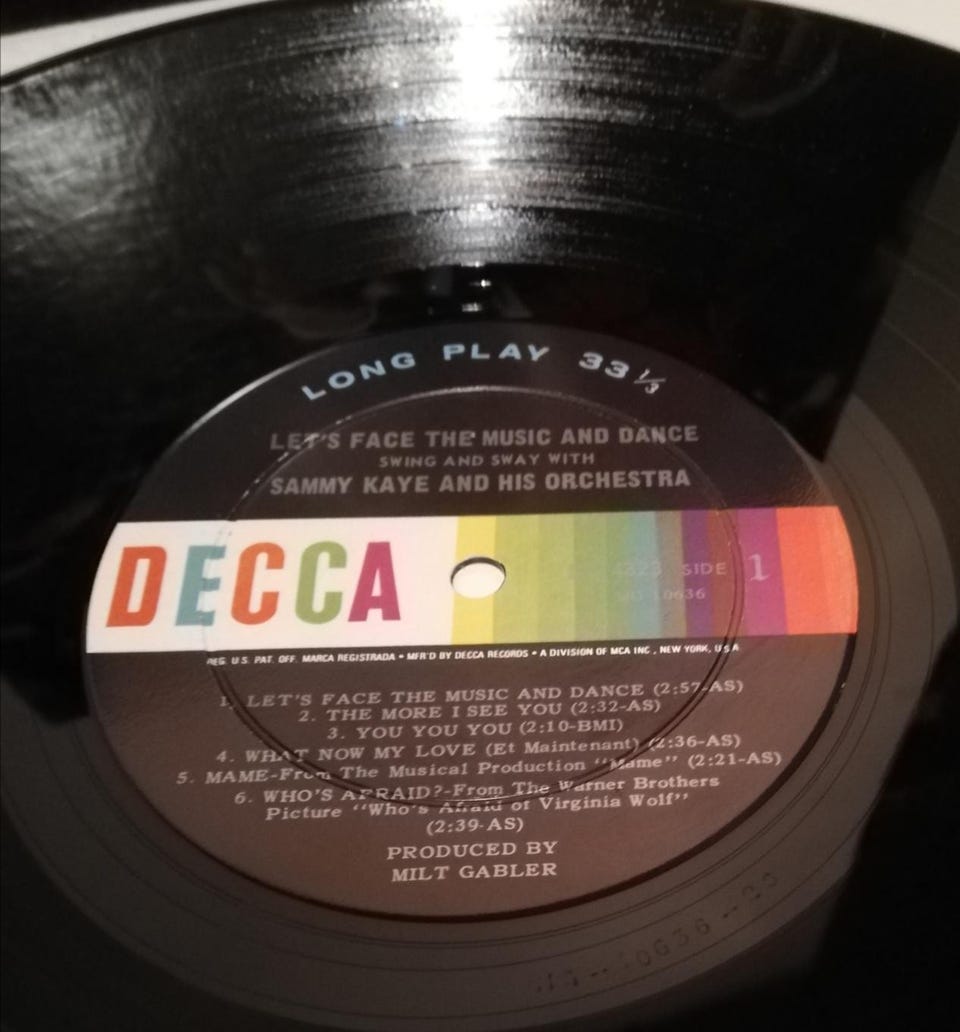 LONG PLAY 33⅓
LET'S FACE THE MUSIC AND DANCE
SWING AND SWAY WITH
SAMMY KAYE AND HIS ORCHESTRA
DECCA
SIDE 1
10636
REG. U.S. PAT. OFF. MARCA REGISTRADA • MFR'D BY DECCA RECORDS • A DIVISION OF MCA INC., NEW YORK, U.S.A
1. LET'S FACE THE MUSIC AND DANCE (2:57-AS)
2. THE MORE I SEE YOU (2:32-AS)
3. YOU YOU YOU (2:10-BMI)
4. WHAT NOW MY LOVE (Et Maintenant) (2:36-AS)
5. MAME-From The Musical Production "Mame" (2:21-AS)
6. WHO'S AFRAID?-From The Warner Brothers
Picture "Who's Afraid of Virginia Wolf"
(2:39-AS)
PRODUCED BY
MILT GABLER